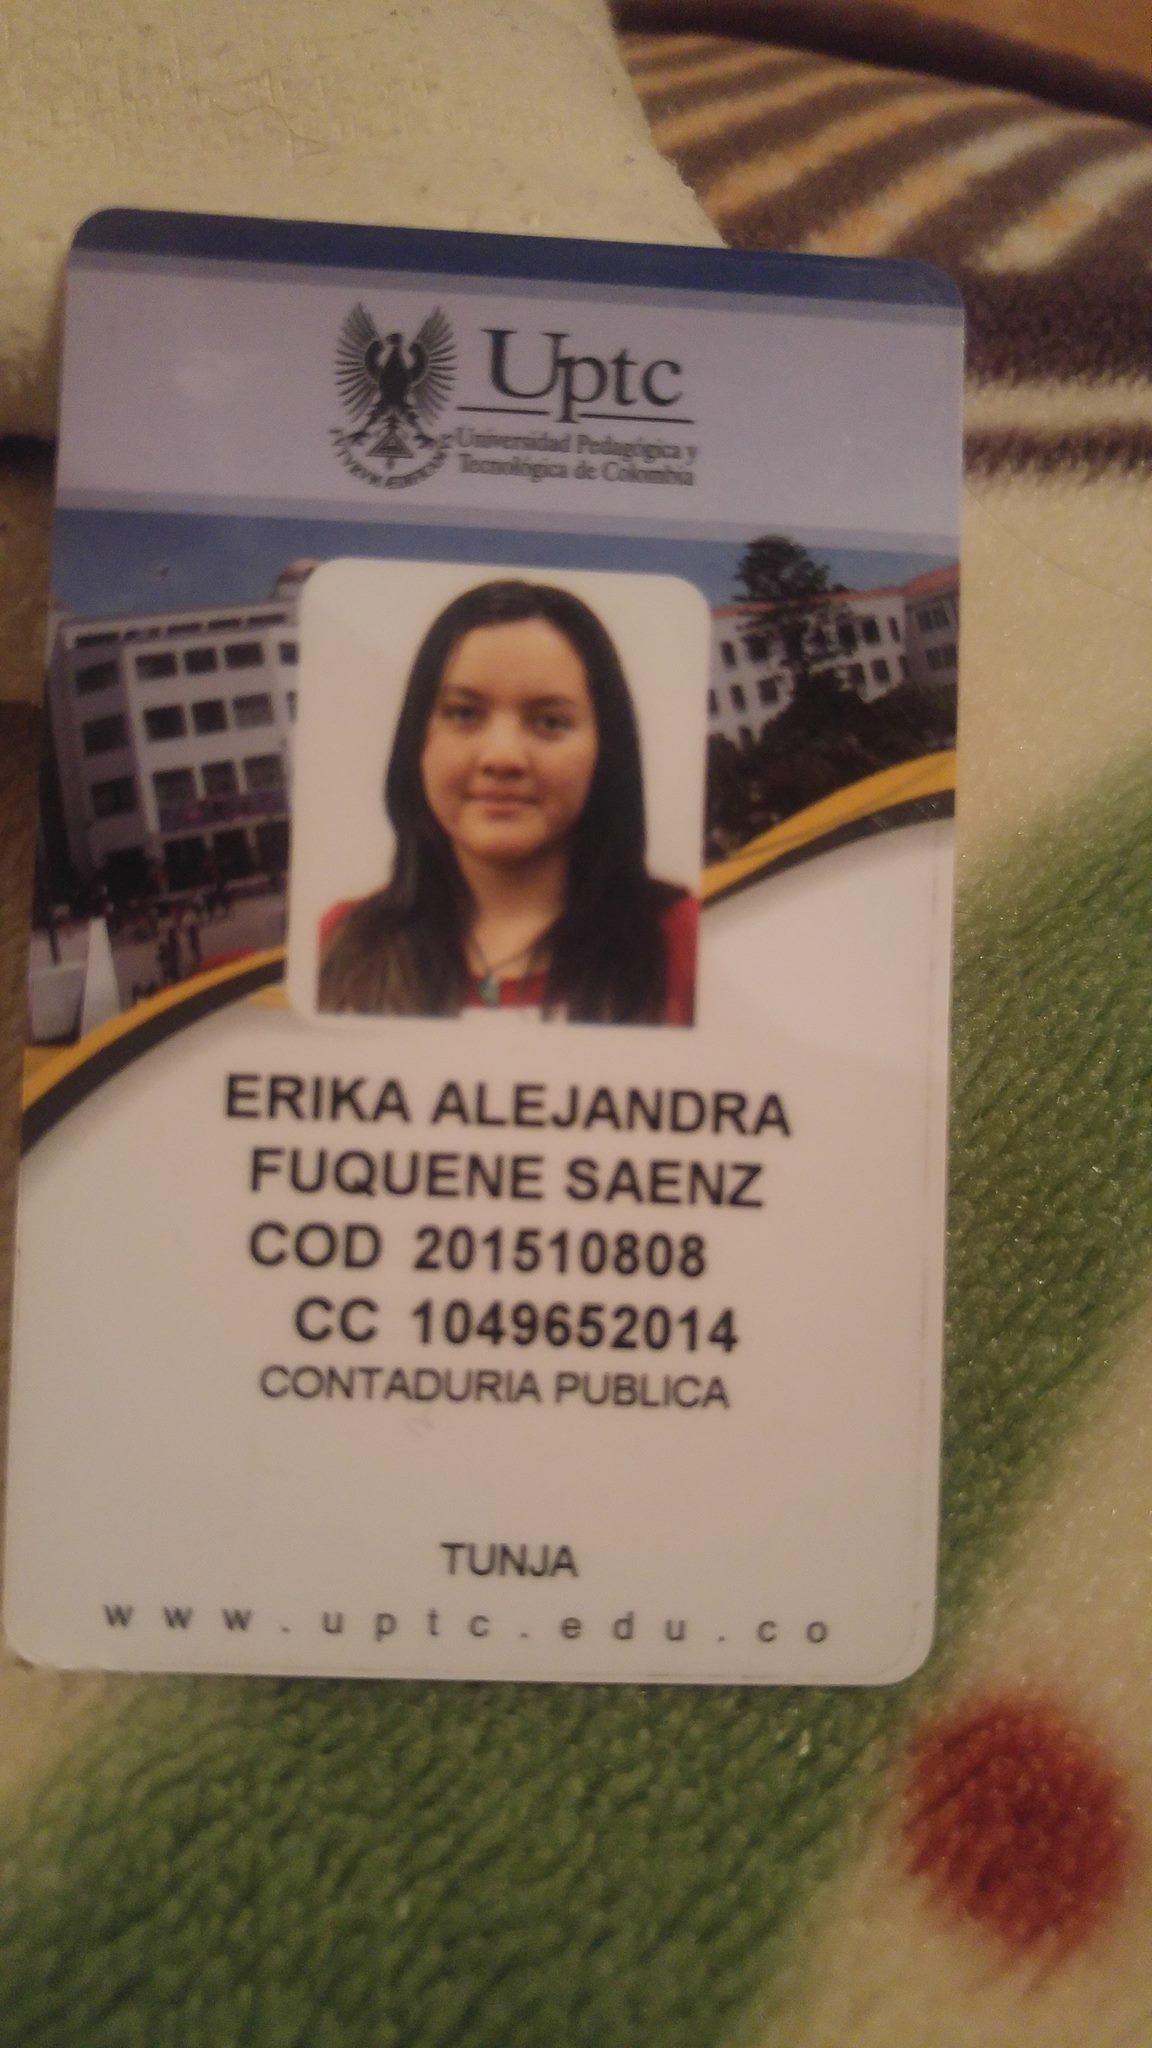 Uptc
Universidad Pedagógica y
Tecnológica de Colombia
ERIKA ALEJANDRA
FUQUENE SAENZ
COD 201510808
CC 1049652014
CONTADURIA PUBLICA
TUNJA
www.uptc.edu.co